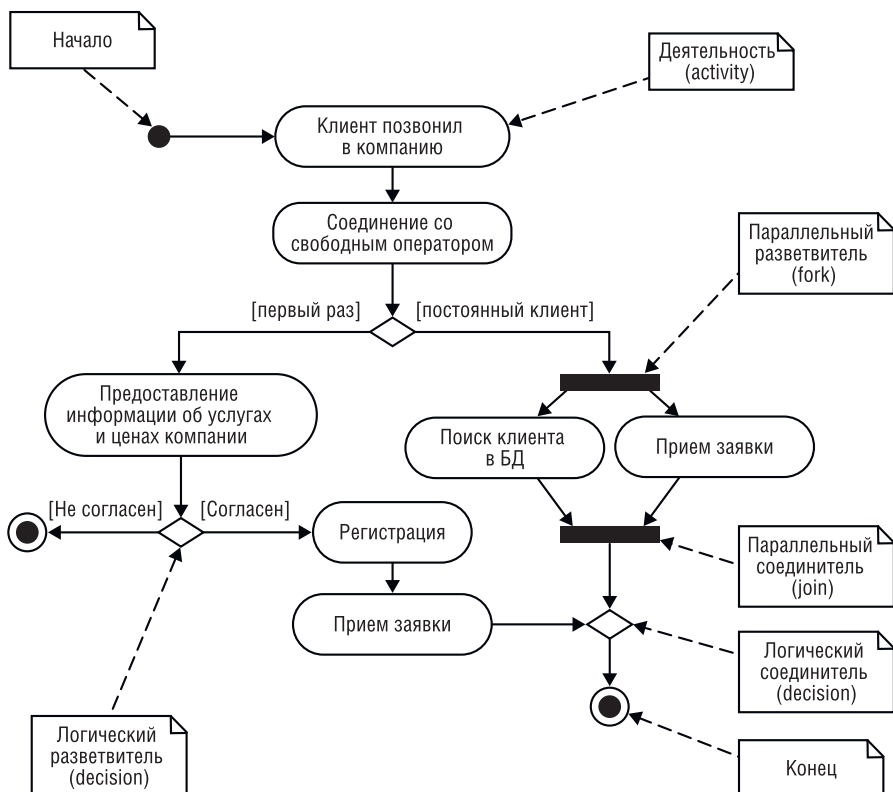 Начало
Деятельность
(activity)
Клиент позвонил
в компанию
Соединение со
свободным оператором
Параллельный
разветвитель
(fork)
[первый раз]
[постоянный клиент]
Предоставление
информации об услугах
и ценах компании
Поиск клиента
в БД
Прием заявки
[Не согласен]
[Согласен]
Регистрация
Параллельный
соединитель
(join)
Прием заявки
Логический
соединитель
(decision)
Логический
разветвитель
(decision)
Конец